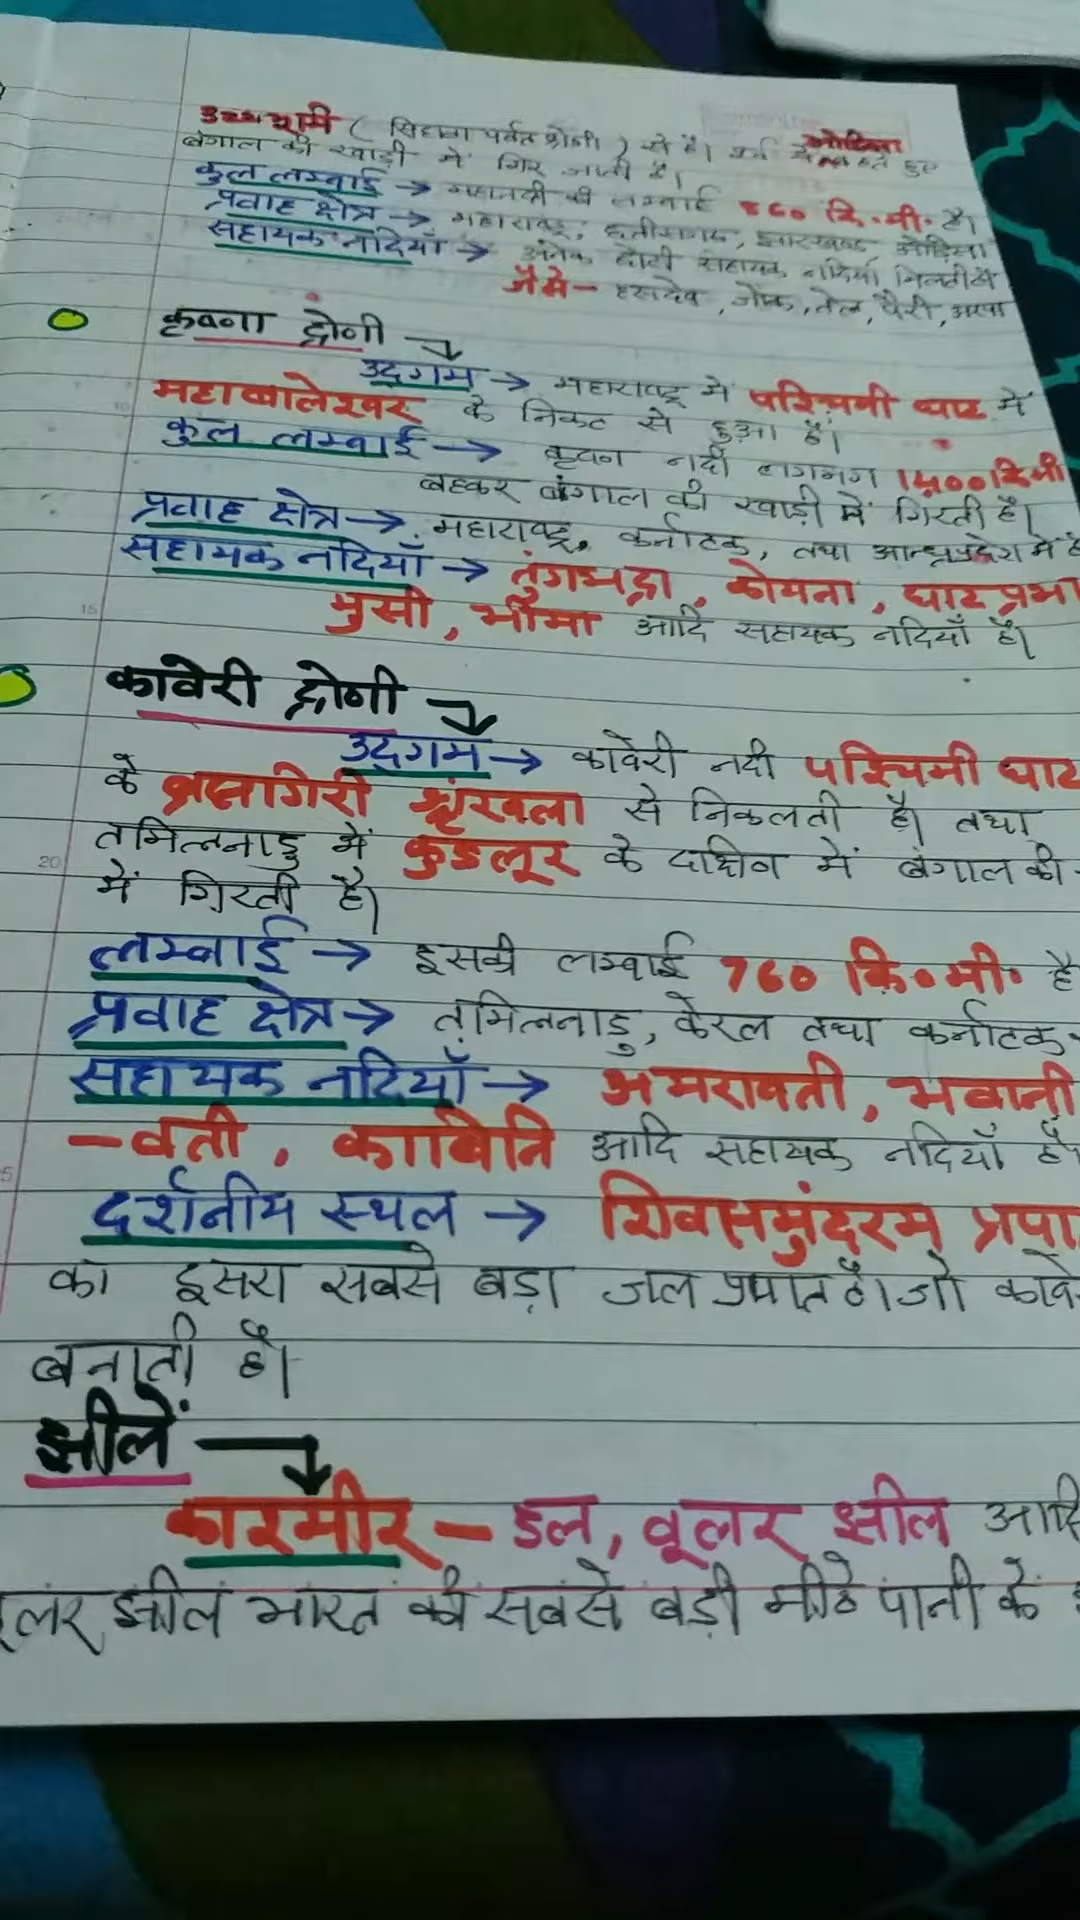 उच्चभूमि ( सिहावा पर्वत श्रेणी ) से है।
बंगाल की खाड़ी में गिर जाती है।
कुल लम्बाई → महानदी की लम्बाई 860 कि॰मी॰ है।
प्रवाह क्षेत्र → महाराष्ट्र, छत्तीसगढ़, झारखण्ड ओड़िसा
सहायक नदियाँ → अनेक छोटी सहायक नदियाँ मिलती है
जैसे- हसदेव, जोंक, तेल, पैरी, अरपा
कृष्णा द्रोणी
उद्गम → महाराष्ट्र में पश्चिमी घाट में
महाबालेश्वर के निकट से हुआ है।
कुल लम्बाई → कृष्णा नदी लगभग 1400 किमी
बहकर बंगाल की खाड़ी में गिरती है।
प्रवाह क्षेत्र → महाराष्ट्र, कर्नाटक, तथा आन्ध्रप्रदेश में है
सहायक नदियाँ → तुंगभद्रा, कोयना, घाटप्रभा
मुसी, भीमा आदि सहायक नदियाँ है।
कावेरी द्रोणी
उद्गम → कावेरी नदी पश्चिमी घाट
के ब्रह्मगिरी श्रृंखला से निकलती है। तथा
तमिलनाडु में कुडलूर के दक्षिण में बंगाल की
में गिरती है।
लम्बाई → इसकी लम्बाई 760 कि॰मी॰ है
प्रवाह क्षेत्र → तमिलनाडु, केरल तथा कर्नाटक
सहायक नदियाँ → अमरावती, भवानी
-वती, काबिनि आदि सहायक नदियाँ है
दर्शनीय स्थल → शिवसमुंदरम् प्रपा
का दूसरा सबसे बड़ा जल प्रपात है। जो कावे
बनाती है।
झीलें
काश्मीर - डल, वूलर झील आदि
लर झील भारत की सबसे बड़ी मीठे पानी के